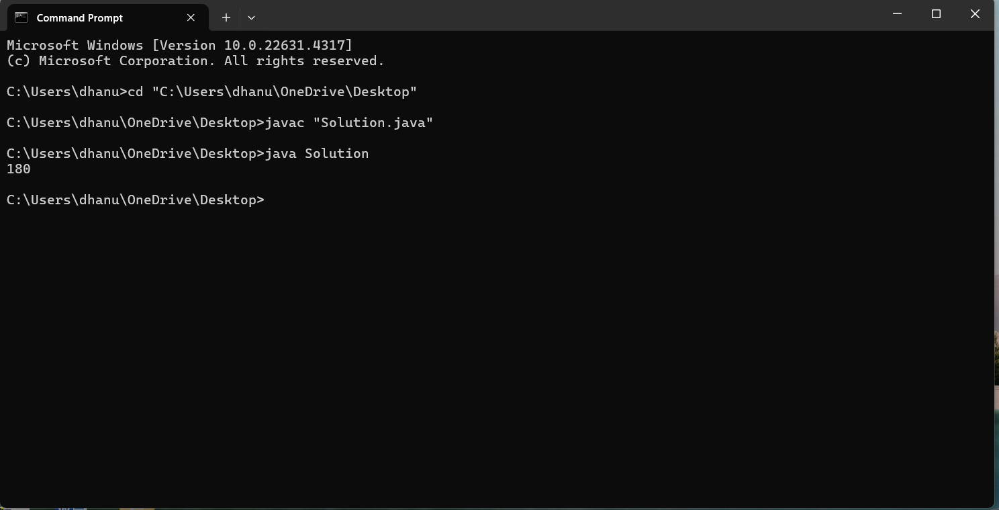 Command Prompt
Microsoft Windows [Version 10.0.22631.4317]
(c) Microsoft Corporation. All rights reserved.
C:\Users\dhanu>cd "C:\Users\dhanu\OneDrive\Desktop"
C:\Users\dhanu\OneDrive\Desktop>javac "Solution.java"
C:\Users\dhanu\OneDrive\Desktop>java Solution
180
C:\Users\dhanu\OneDrive\Desktop>